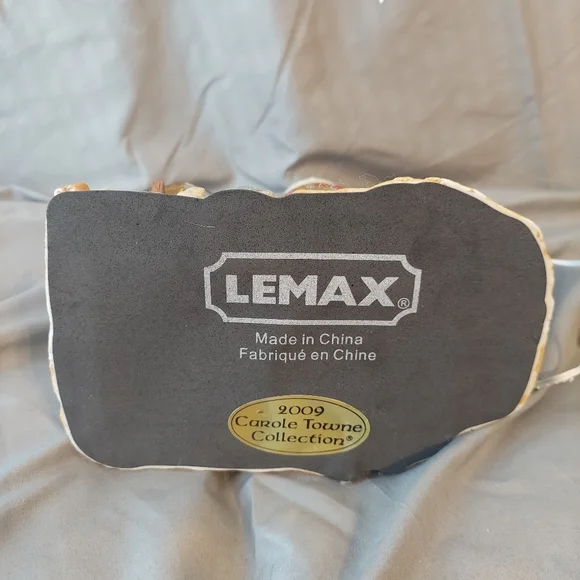 LEMAX®
Made in China
Fabriqué en Chine
2009
Carole Towne
Collection®